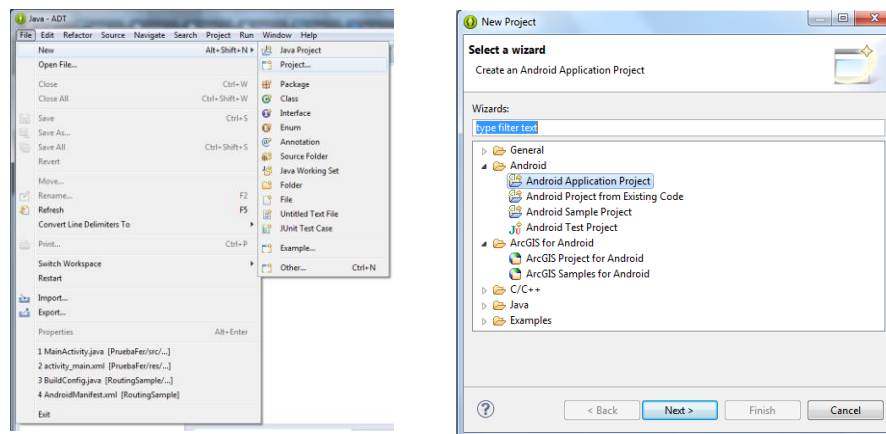 Java - ADT
File Edit Refactor Source Navigate Search Project Run Window Help
New Alt+Shift+N
Open File...
Close Ctrl+W
Close All Ctrl+Shift+W
Save Ctrl+S
Save As...
Save All Ctrl+Shift+S
Revert
Move...
Rename... F2
Refresh F5
Convert Line Delimiters To
Print... Ctrl+P
Switch Workspace
Restart
Import...
Export...
Properties Alt+Enter
1 MainActivity.java [PruebaFer/src/...]
2 activity_main.xml [PruebaFer/res/...]
3 BuildConfig.java [RoutingSample/...]
4 AndroidManifest.xml [RoutingSample]
Exit
Java Project
Project...
Package
Class
Interface
Enum
Annotation
Source Folder
Java Working Set
Folder
File
Untitled Text File
JUnit Test Case
Example...
Other... Ctrl+N
New Project
Select a wizard
Create an Android Application Project
Wizards:
type filter text
General
Android
Android Application Project
Android Project from Existing Code
Android Sample Project
Android Test Project
ArcGIS for Android
ArcGIS Project for Android
ArcGIS Samples for Android
C/C++
Java
Examples
< Back Next > Finish Cancel